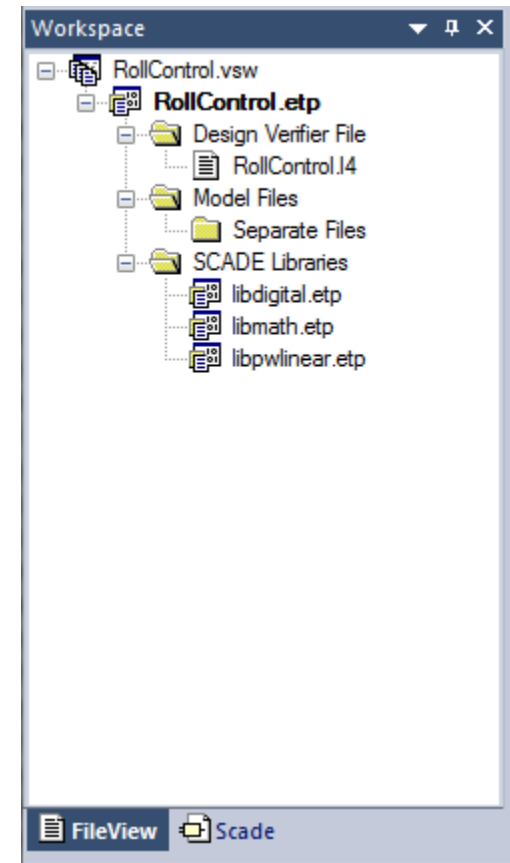 Workspace
RollControl.vsw
RollControl.etp
Design Verifier File
RollControl.l4
Model Files
Separate Files
SCADE Libraries
libdigital.etp
libmath.etp
libpwlinear.etp
FileView Scade